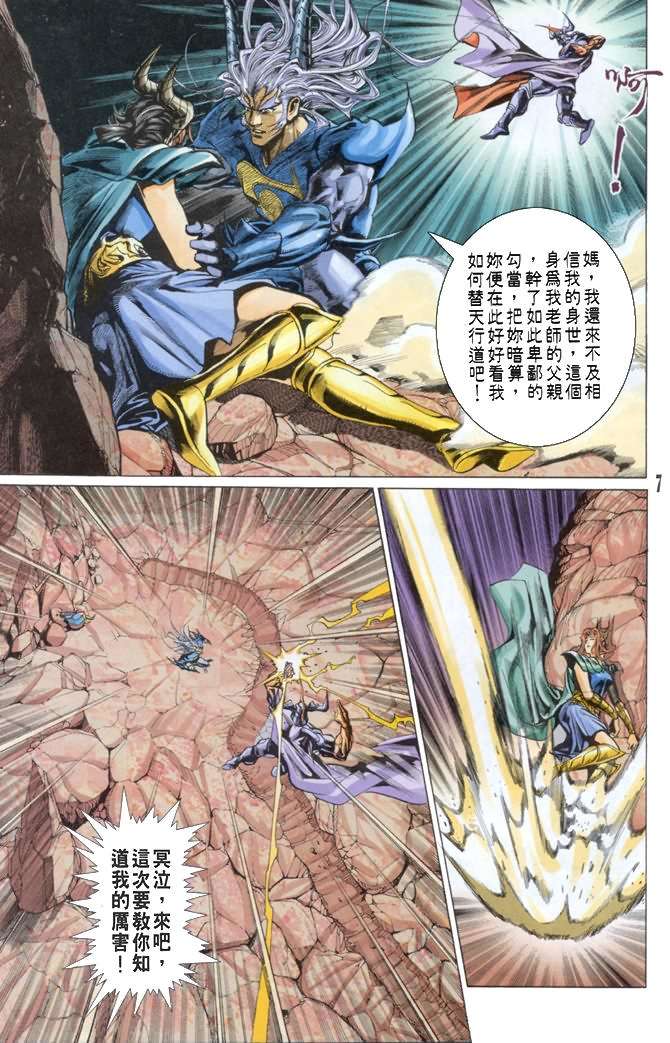 啊！
媽，我還來不及相
信我的身世，這個
身爲我老師的父親
，幹了如此卑鄙的
勾當，把妳暗算，
妳便在此好好看我
如何替天行道吧！
7
冥泣，來吧，
這次要敎你知
道我的厲害！